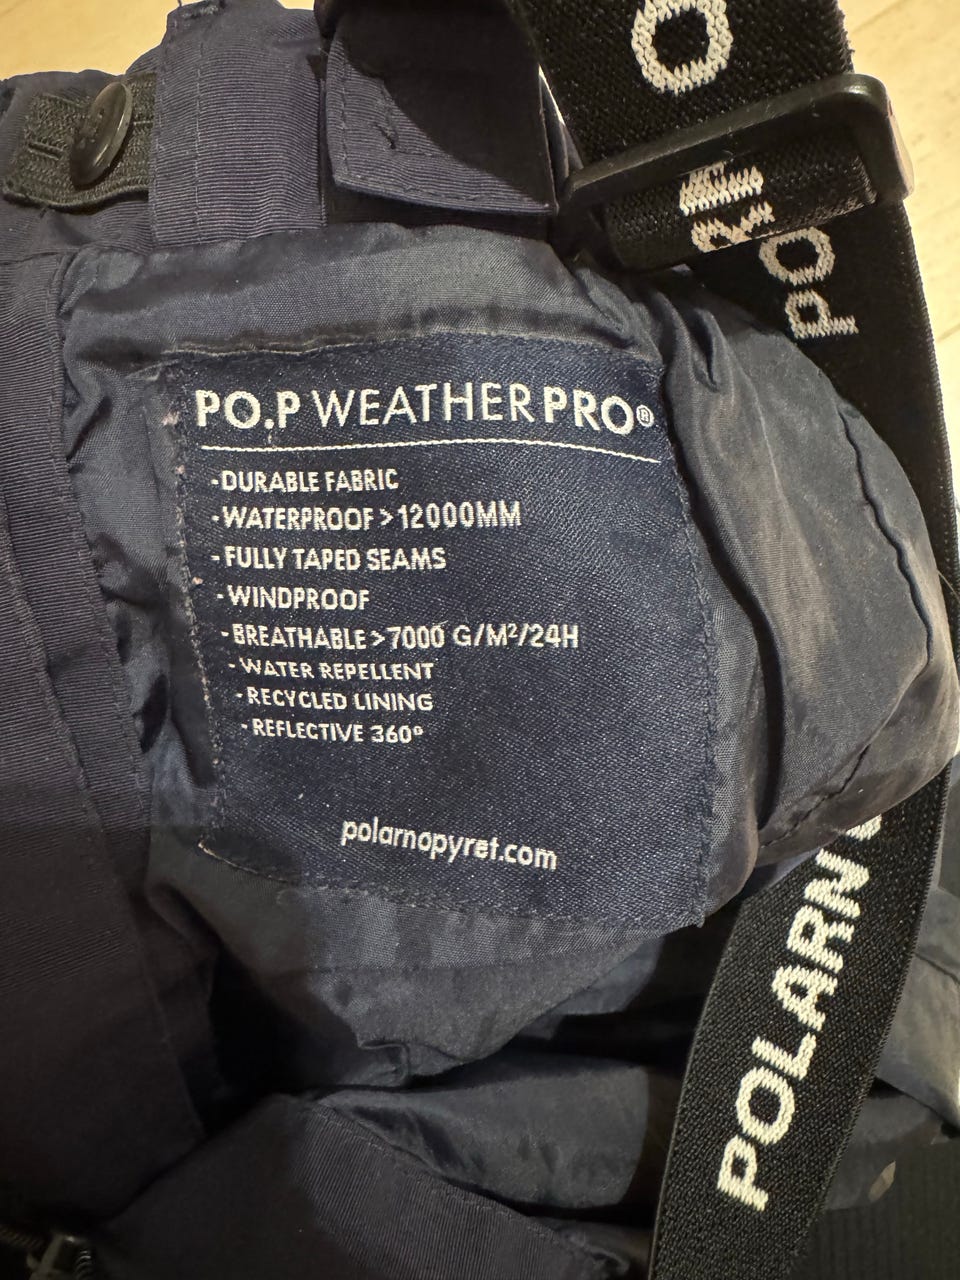 O
PO.P
POLARN O
PO.P WEATHERPRO®
-DURABLE FABRIC
-WATERPROOF >12000MM
-FULLY TAPED SEAMS
-WINDPROOF
-BREATHABLE >7000 G/M²/24H
-WATER REPELLENT
-RECYCLED LINING
-REFLECTIVE 360°
polarnopyret.com